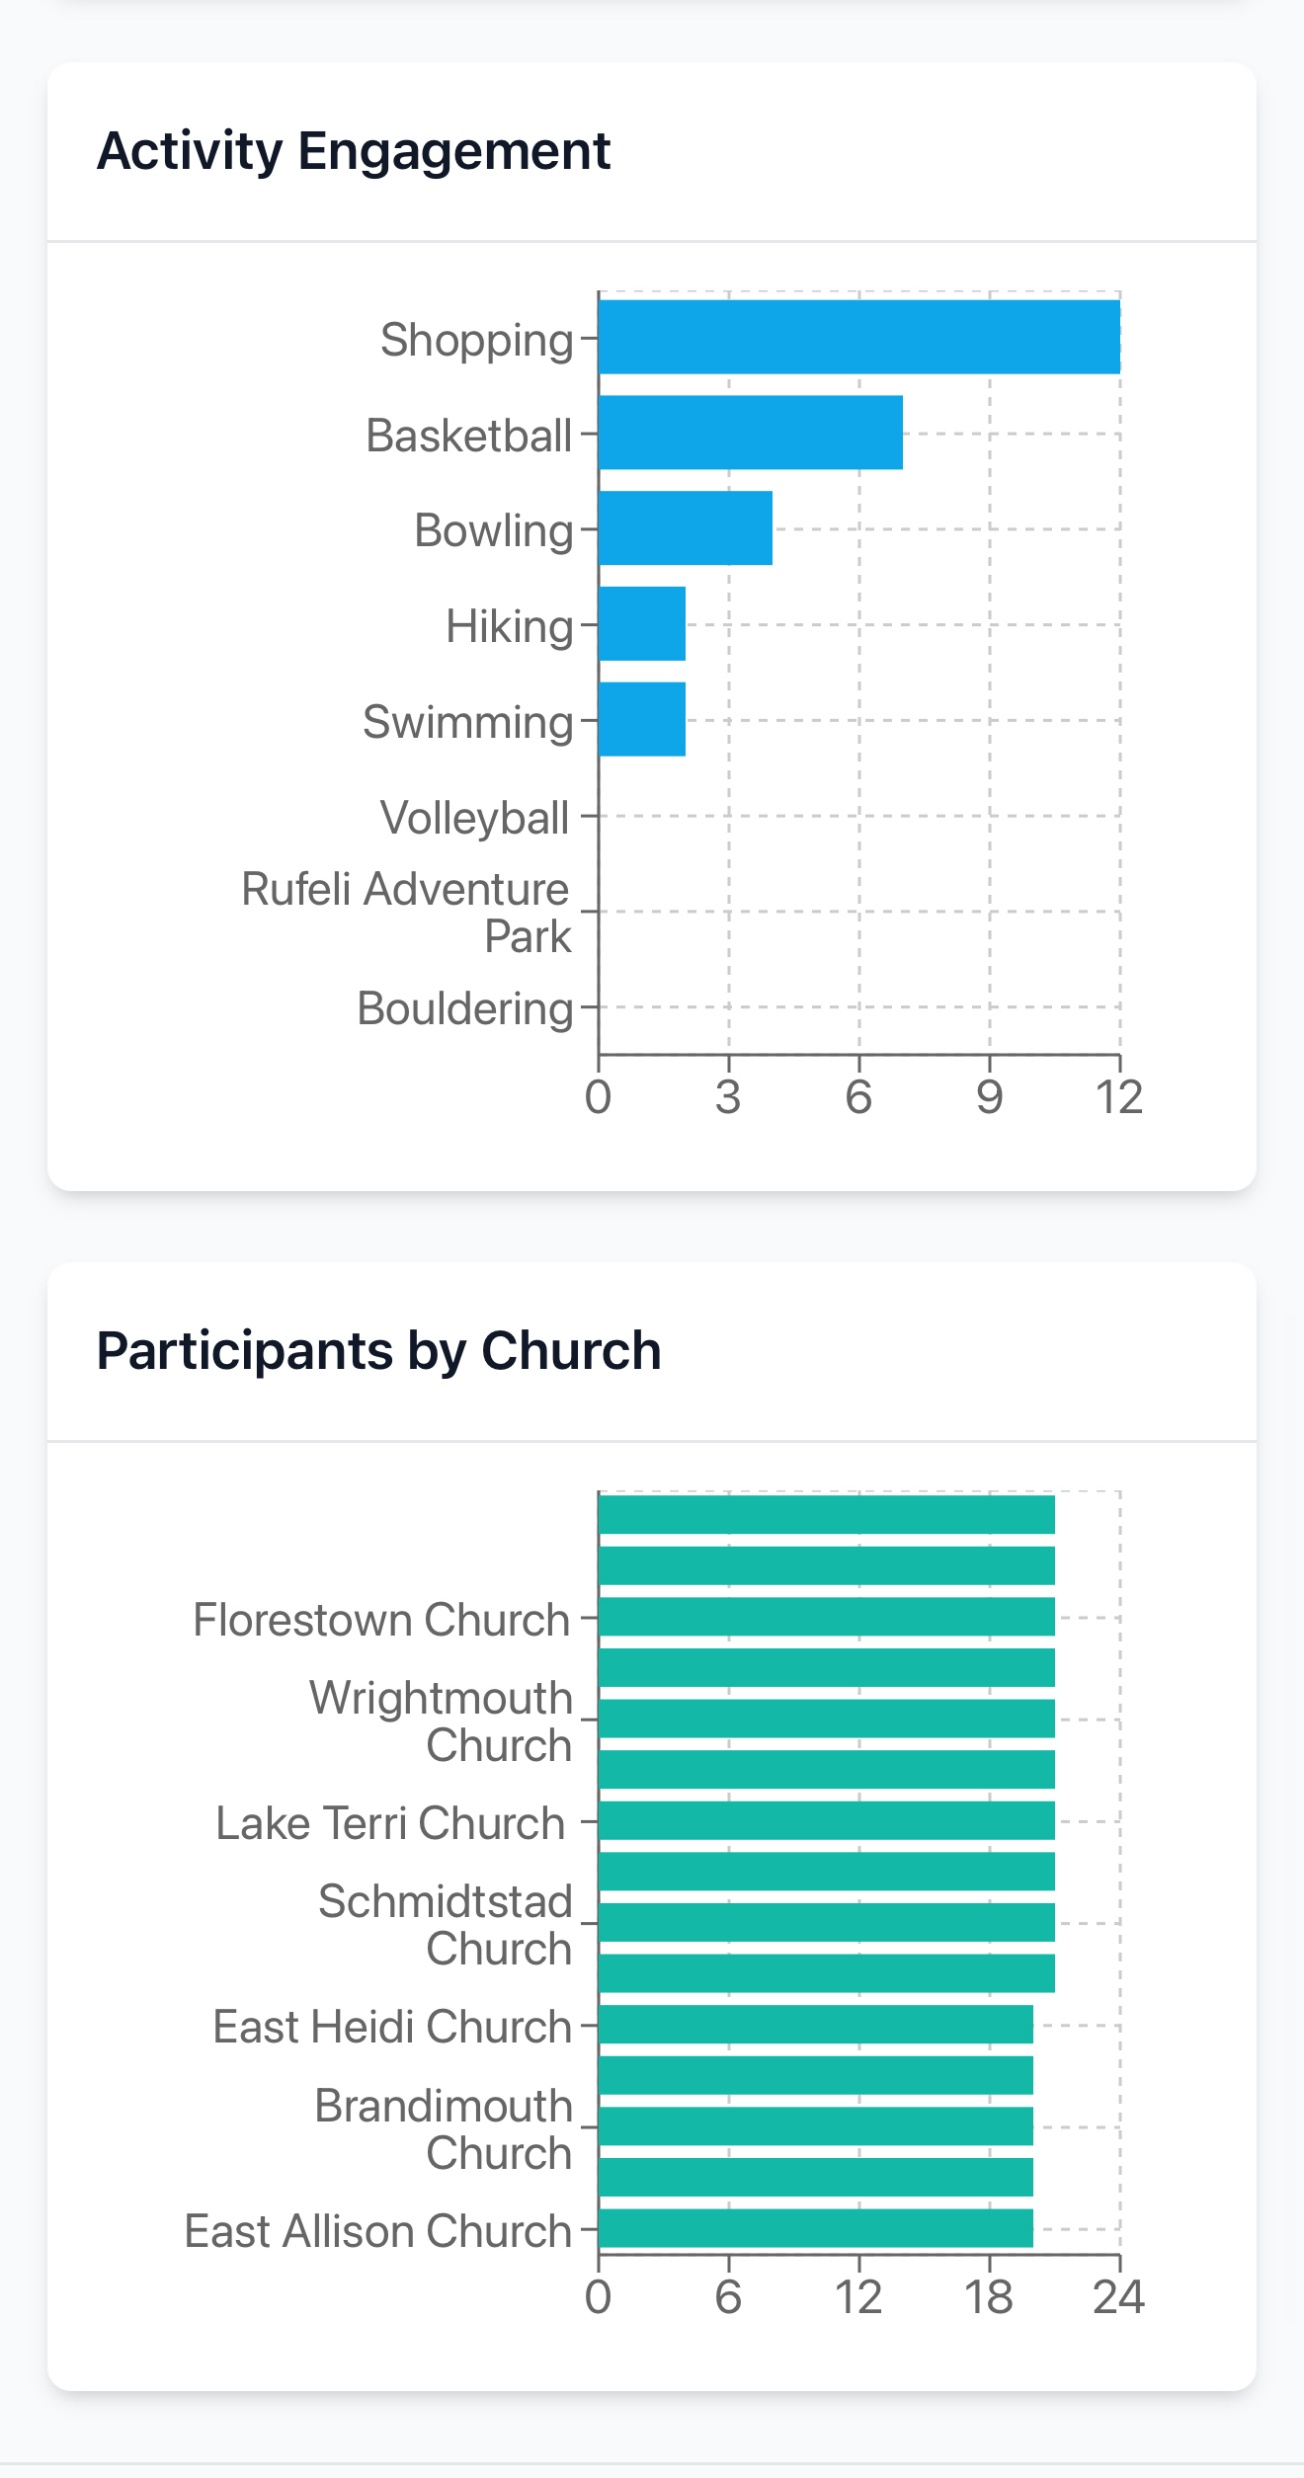 Activity Engagement
Shopping
Basketball
Bowling
Hiking
Swimming
Volleyball
Rufeli Adventure
Park
Bouldering
0 3 6 9 12
Participants by Church
Florestown Church
Wrightmouth
Church
Lake Terri Church
Schmidtstad
Church
East Heidi Church
Brandimouth
Church
East Allison Church
0 6 12 18 24